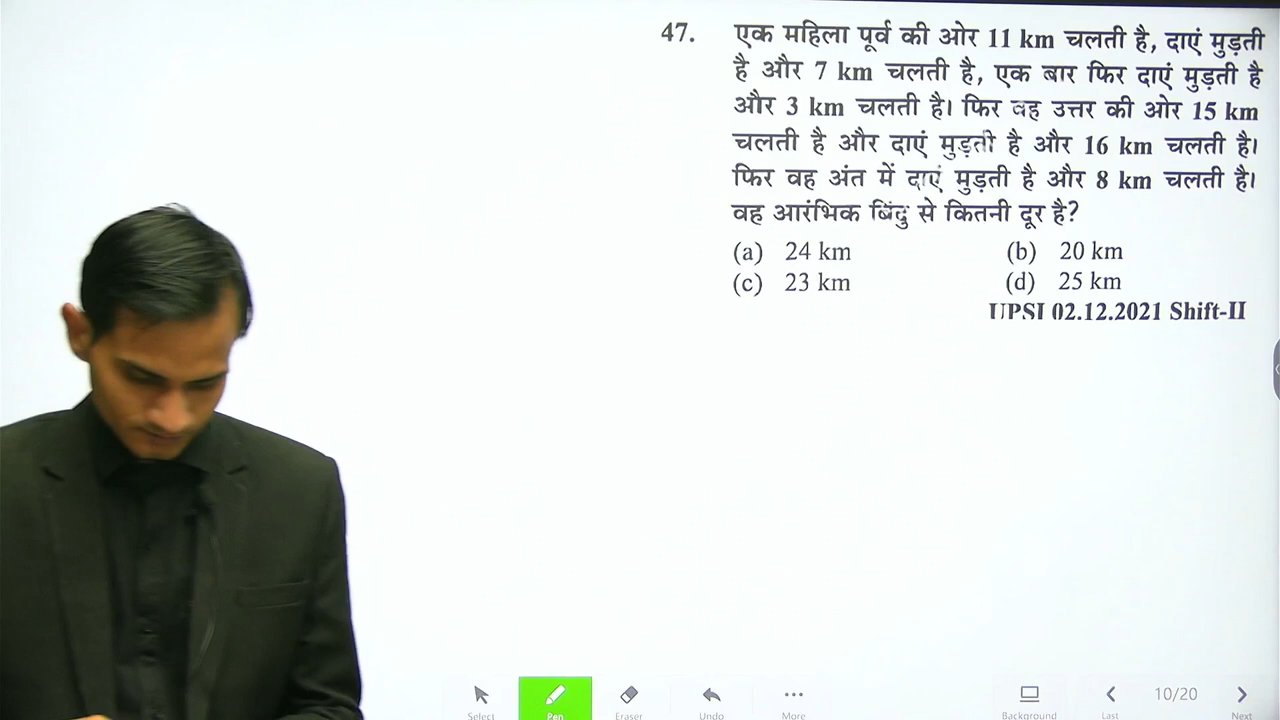 47. एक महिला पूर्व की ओर 11 km चलती है, दाएं मुड़ती
है और 7 km चलती है, एक बार फिर दाएं मुड़ती है
और 3 km चलती है। फिर वह उत्तर की ओर 15 km
चलती है और दाएं मुड़ती है और 16 km चलती है।
फिर वह अंत में दाएं मुड़ती है और 8 km चलती है।
वह आरंभिक बिंदु से कितनी दूर है?
(a) 24 km (b) 20 km
(c) 23 km (d) 25 km
UPSI 02.12.2021 Shift-II
Select Pen Eraser Undo More Background Last 10/20 Next